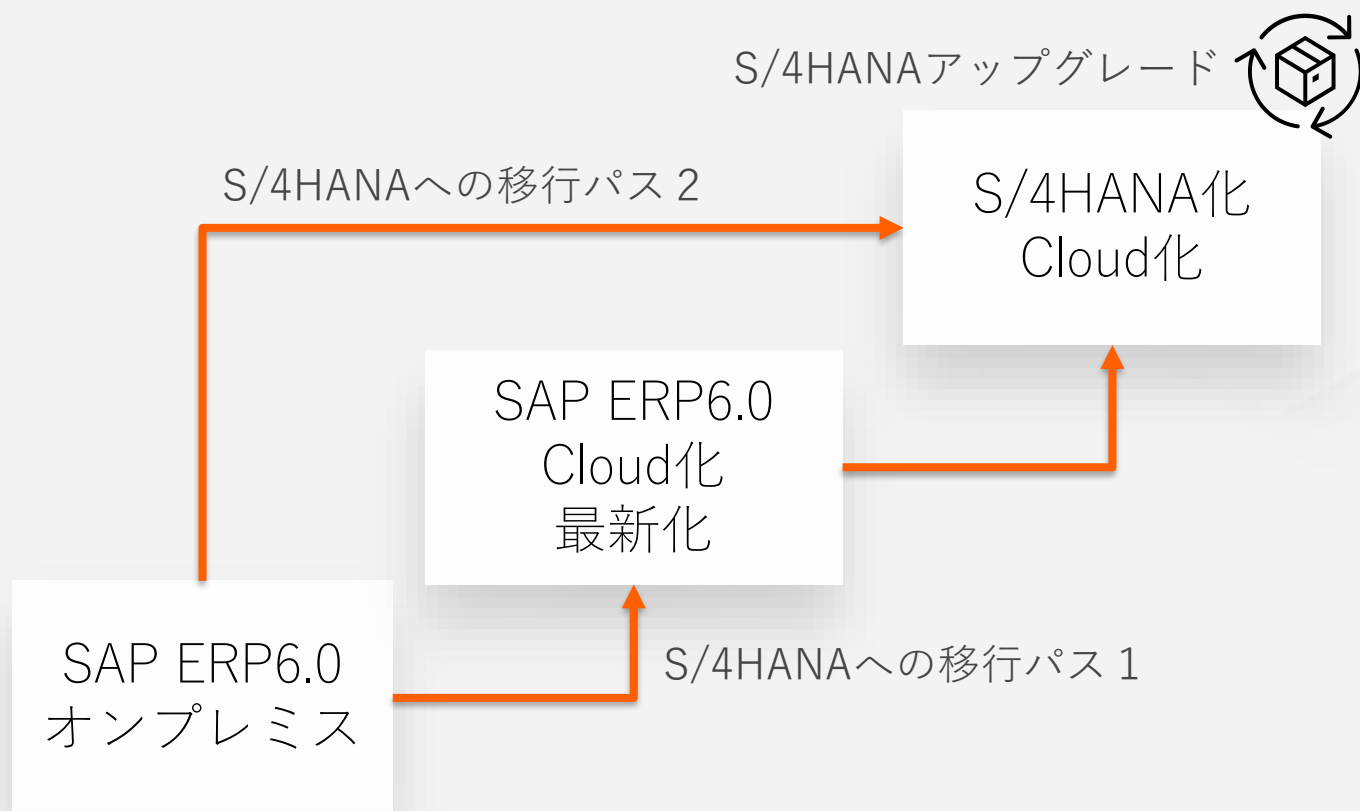 S/4HANAアップグレード
S/4HANAへの移行パス2
S/4HANA化
Cloud化
SAP ERP6.0
Cloud化
最新化
S/4HANAへの移行パス1
SAP ERP6.0
オンプレミス